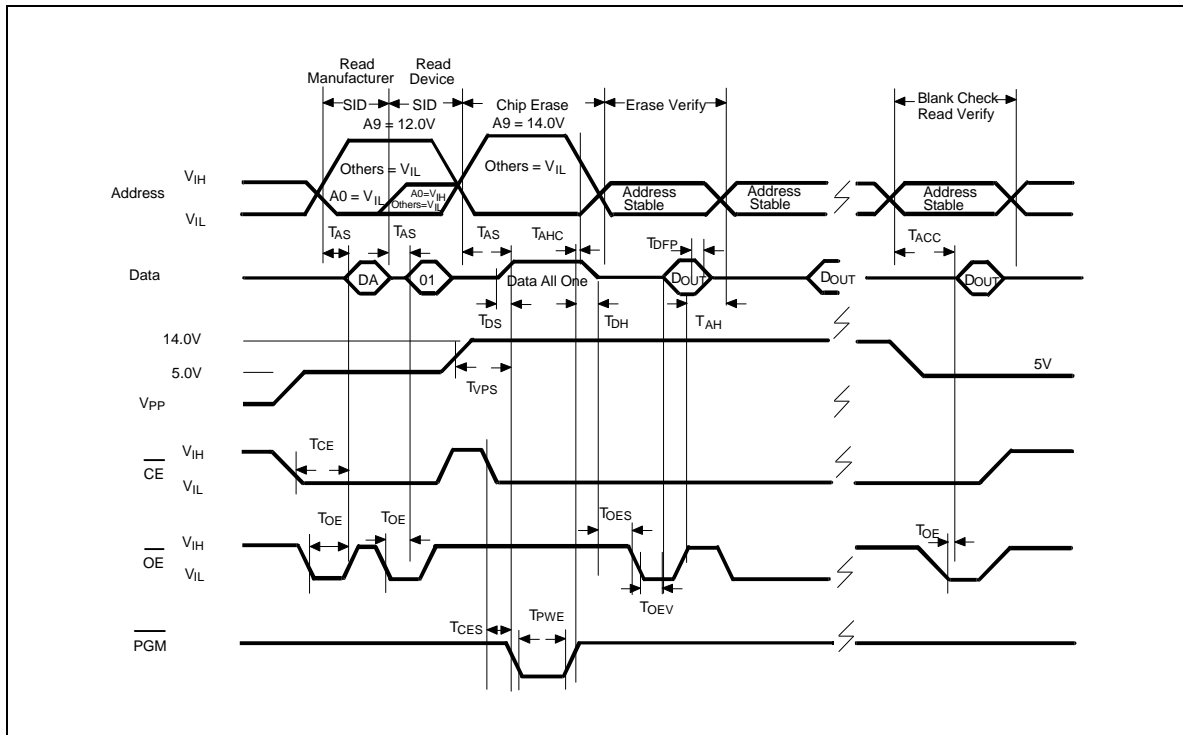 Read Manufacturer
Read Device
SID
SID
Chip Erase
Erase Verify
Blank Check
Read Verify
A9 = 12.0V
A9 = 14.0V
Others = VIL
Others = VIL
Address
VIH
VIL
A0 = VIL
A0=VIH
Others=VIL
Address Stable
Address Stable
Address Stable
TAS
TAS
TAS
TAHC
TDFP
TACC
Data
DA
01
Data All One
DOUT
DOUT
DOUT
TDS
TDH
TAH
14.0V
5.0V
VPP
TVPS
5V
CE
VIH
VIL
TCE
TOE
TOE
TOES
TOE
OE
VIH
VIL
TOEV
TCES
TPWE
PGM